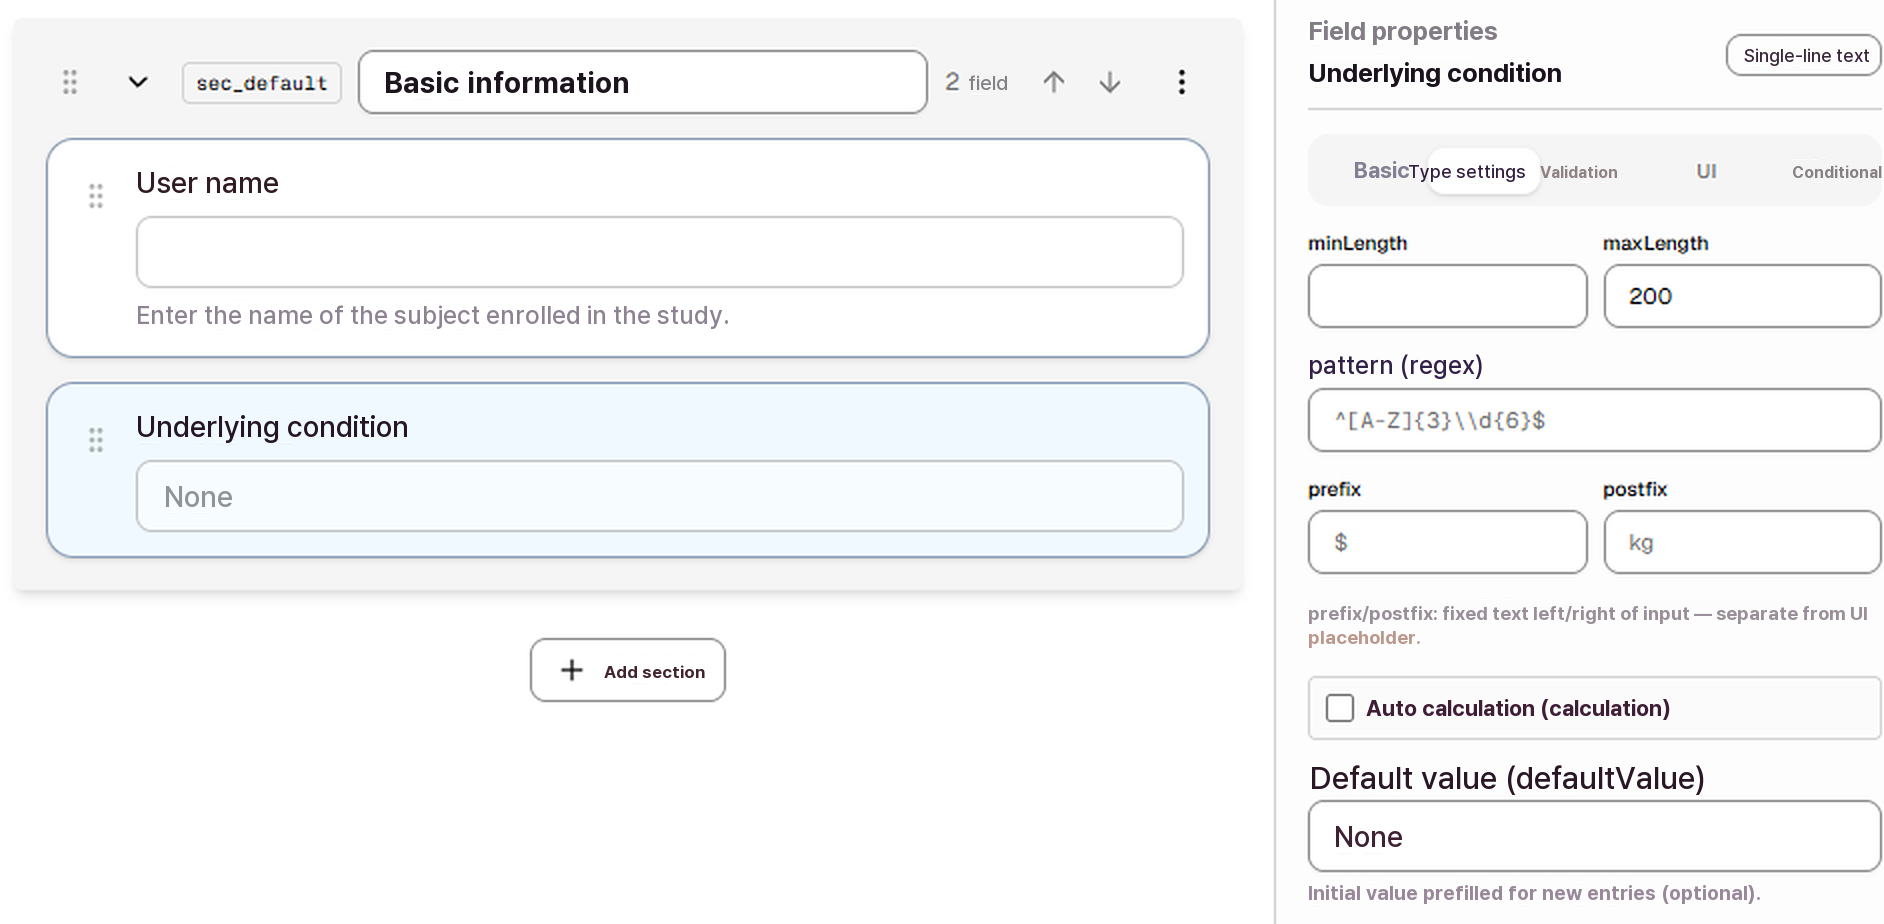 sec_default
Basic information
2 field
User name
Enter the name of the subject enrolled in the study.
Underlying condition
None
Add section
Field properties
Underlying condition
Single-line text
Basic Type settings Validation UI Conditional
minLength maxLength
200
pattern (regex)
^[A-Z]{3}\\d{6}$
prefix postfix
$ kg
prefix/postfix: fixed text left/right of input — separate from UI
placeholder.
Auto calculation (calculation)
Default value (defaultValue)
None
Initial value prefilled for new entries (optional).